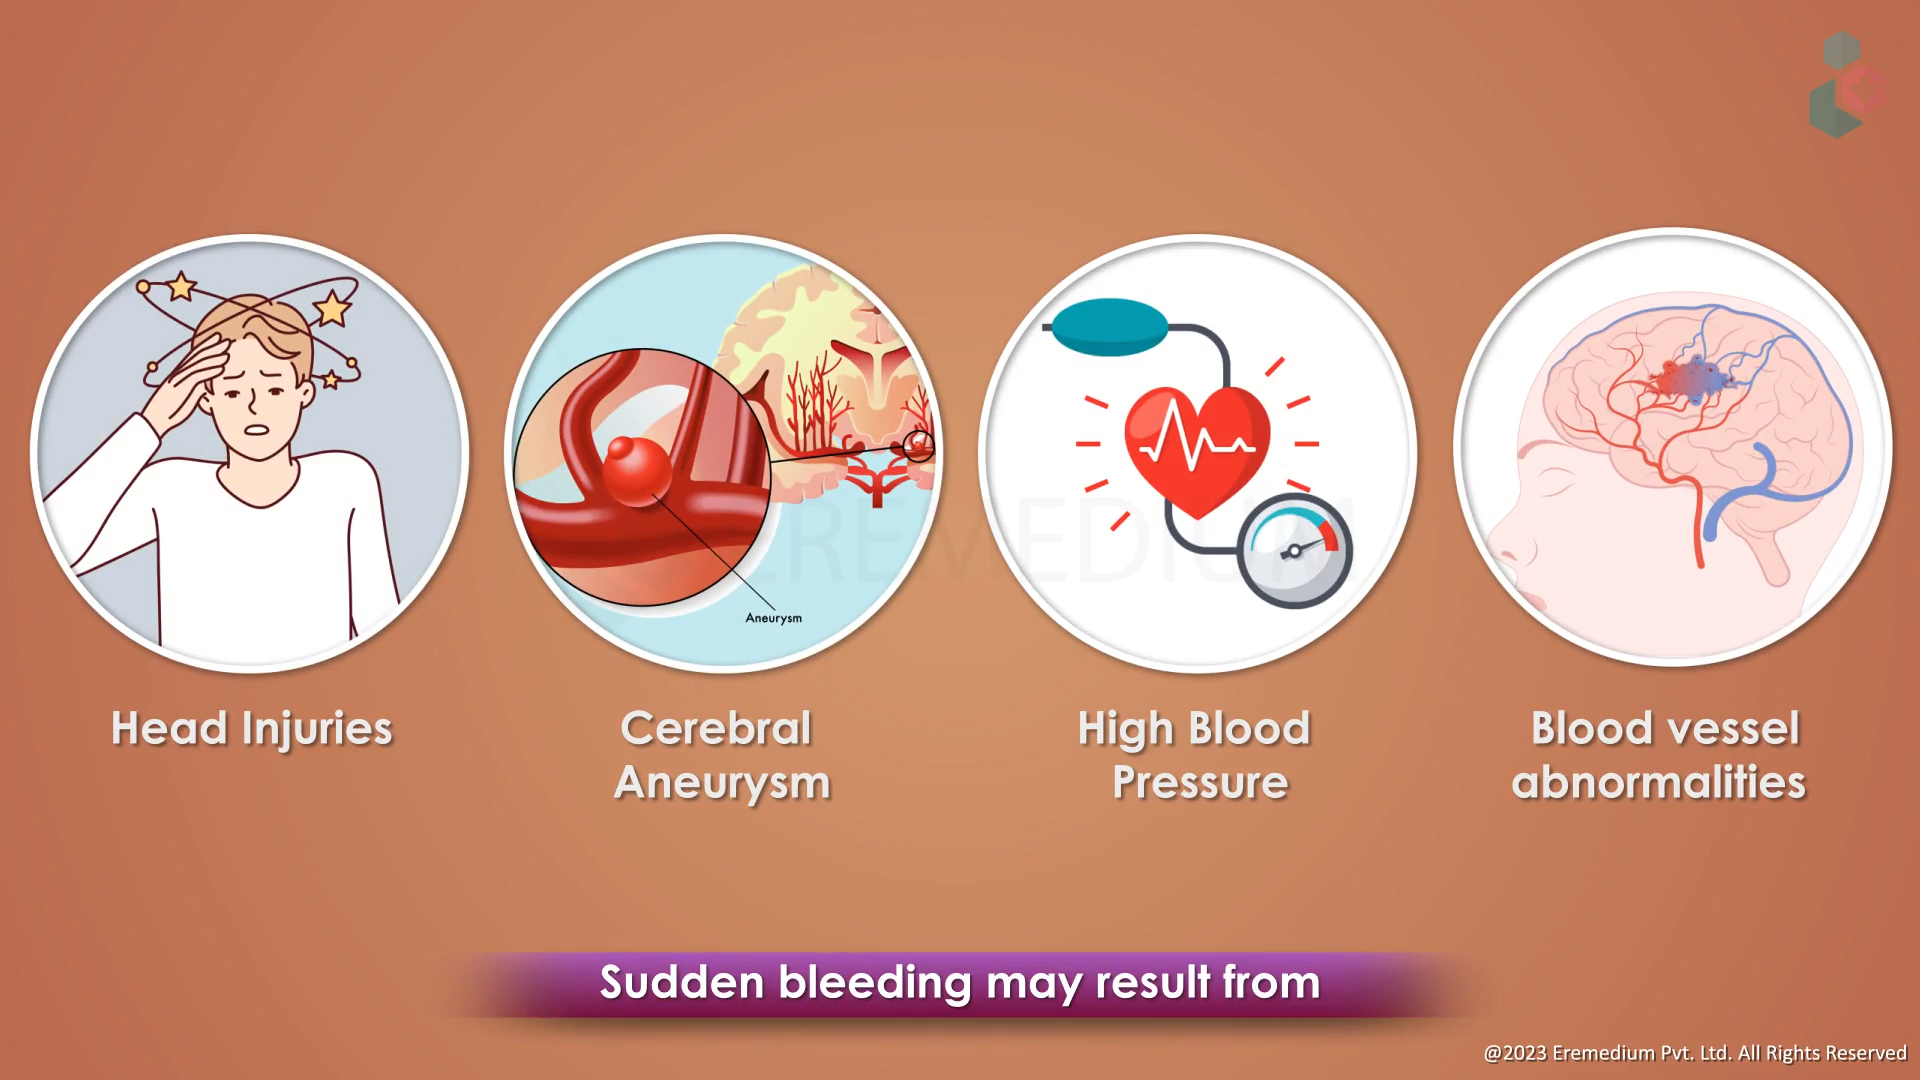 Aneurysm
Head Injuries
Cerebral
Aneurysm
High Blood
Pressure
Blood vessel
abnormalities
EREMEDIUM
Sudden bleeding may result from
@2023 Eremedium Pvt. Ltd. All Rights Reserved